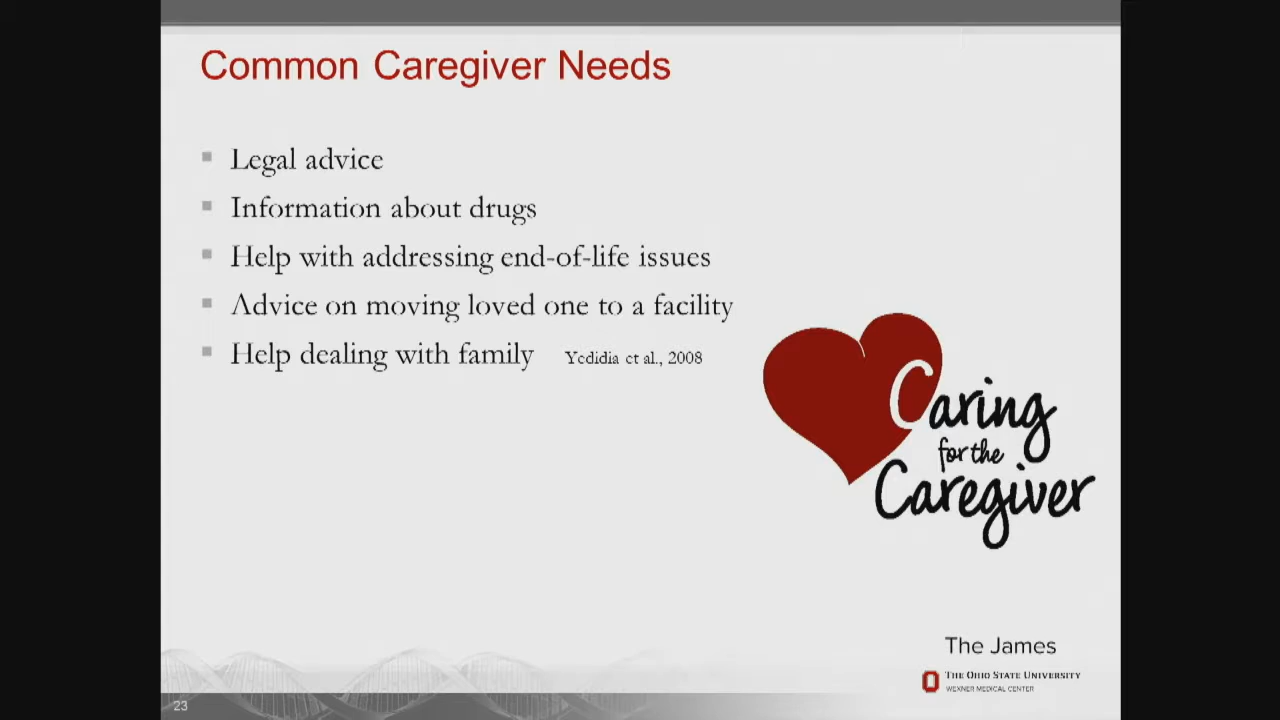 Common Caregiver Needs
Legal advice
Information about drugs
Help with addressing end-of-life issues
Advice on moving loved one to a facility
Help dealing with family Yedidia et al., 2008
Caring
for the
Caregiver
The James
THE OHIO STATE UNIVERSITY
WEXNER MEDICAL CENTER
23